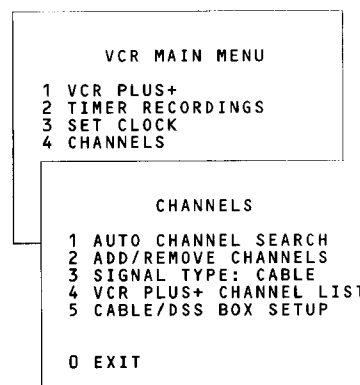 VCR MAIN MENU
1 VCR PLUS+
2 TIMER RECORDINGS
3 SET CLOCK
4 CHANNELS
CHANNELS
1 AUTO CHANNEL SEARCH
2 ADD/REMOVE CHANNELS
3 SIGNAL TYPE: CABLE
4 VCR PLUS+ CHANNEL LIST
5 CABLE/DSS BOX SETUP
0 EXIT